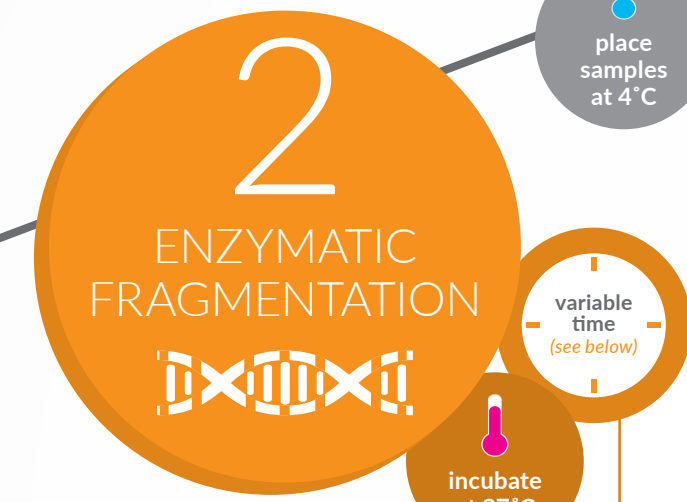 2
ENZYMATIC
FRAGMENTATION
place
samples
at 4˚C
variable
time
(see below)
incubate